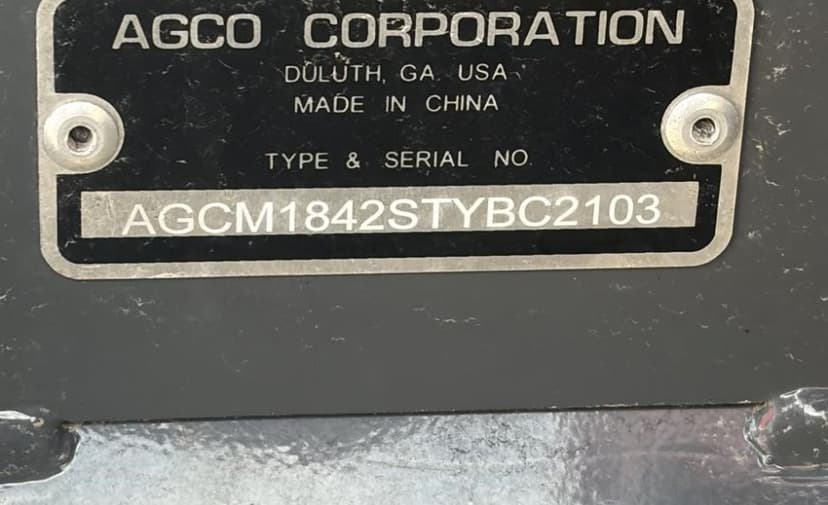 AGCO CORPORATION
DULUTH, GA. USA
MADE IN CHINA
TYPE & SERIAL NO.
AGCM1842STYBC2103